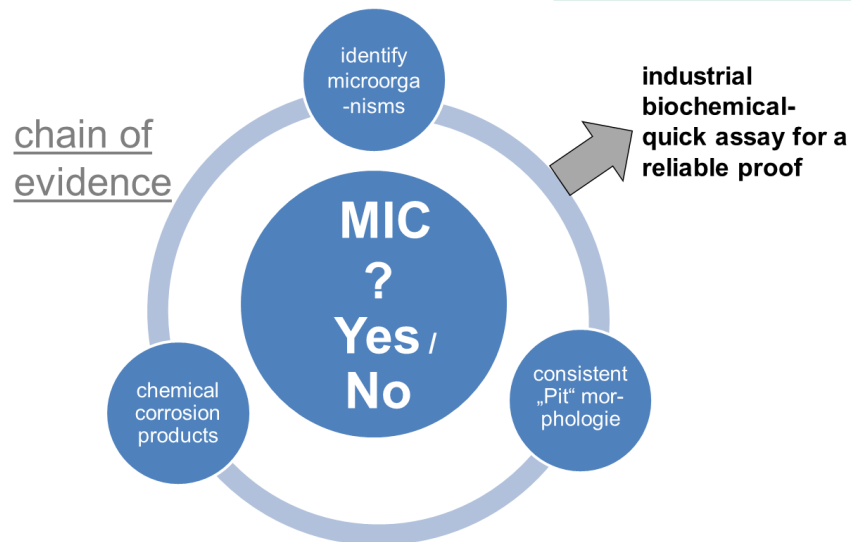 chain of
evidence
identify
microorga
-nisms
industrial
biochemical-
quick assay for a
reliable proof
MIC
?
Yes /
No
chemical
corrosion
products
consistent
„Pit“ mor-
phologie